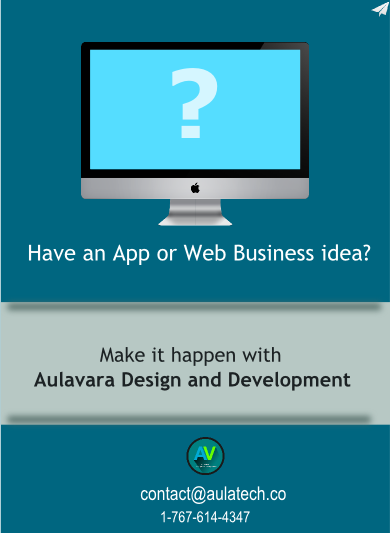 ?
Have an App or Web Business idea?
Make it happen with
Aulavara Design and Development
AV
contact@aulatech.co
1-767-614-4347